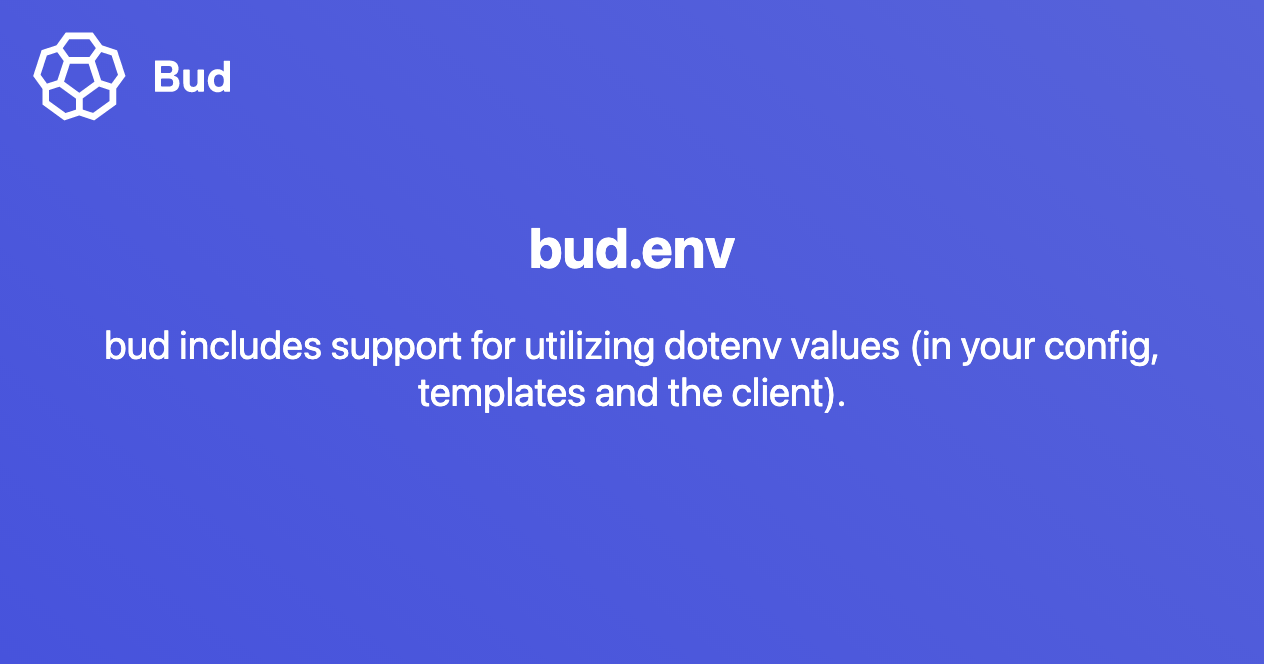 Bud
bud.env
bud includes support for utilizing dotenv values (in your config,
templates and the client).